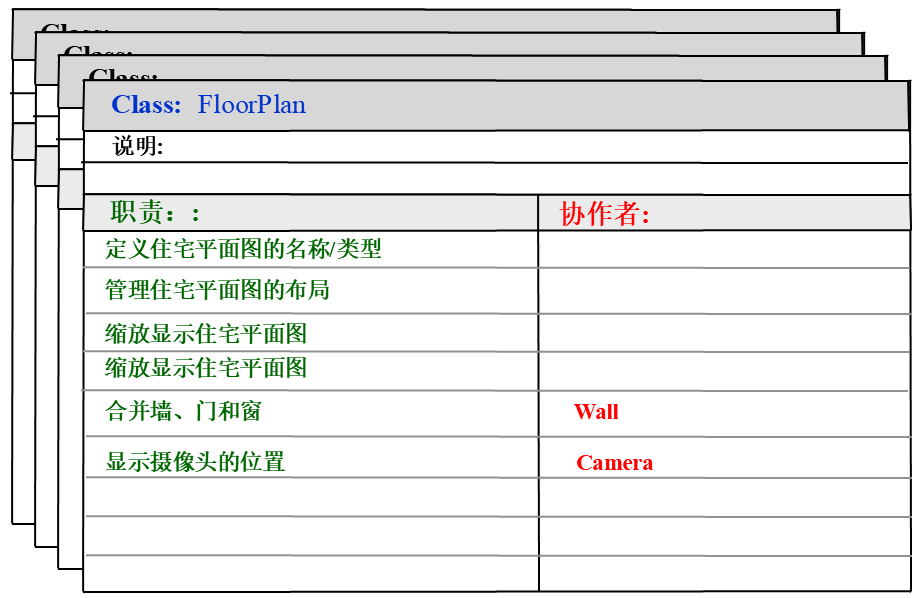 Class:
Class:
Class:
Class: FloorPlan
说明:
职责：: 协作者：
定义住宅平面图的名称/类型
管理住宅平面图的布局
缩放显示住宅平面图
缩放显示住宅平面图
合并墙、门和窗 Wall
显示摄像头的位置 Camera